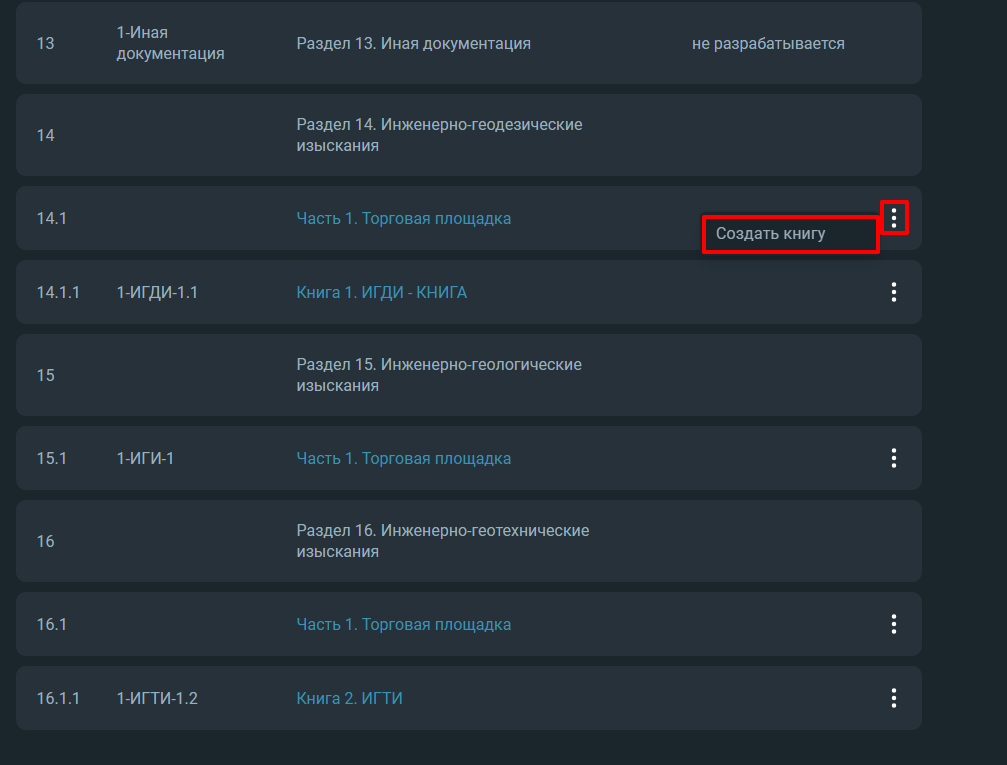 13
1-Иная
документация
Раздел 13. Иная документация
не разрабатывается
14
Раздел 14. Инженерно-геодезические
изыскания
14.1
Часть 1. Торговая площадка
Создать книгу
14.1.1
1-ИГДИ-1.1
Книга 1. ИГДИ - КНИГА
15
Раздел 15. Инженерно-геологические
изыскания
15.1
1-ИГИ-1
Часть 1. Торговая площадка
16
Раздел 16. Инженерно-геотехнические
изыскания
16.1
Часть 1. Торговая площадка
16.1.1
1-ИГТИ-1.2
Книга 2. ИГТИ